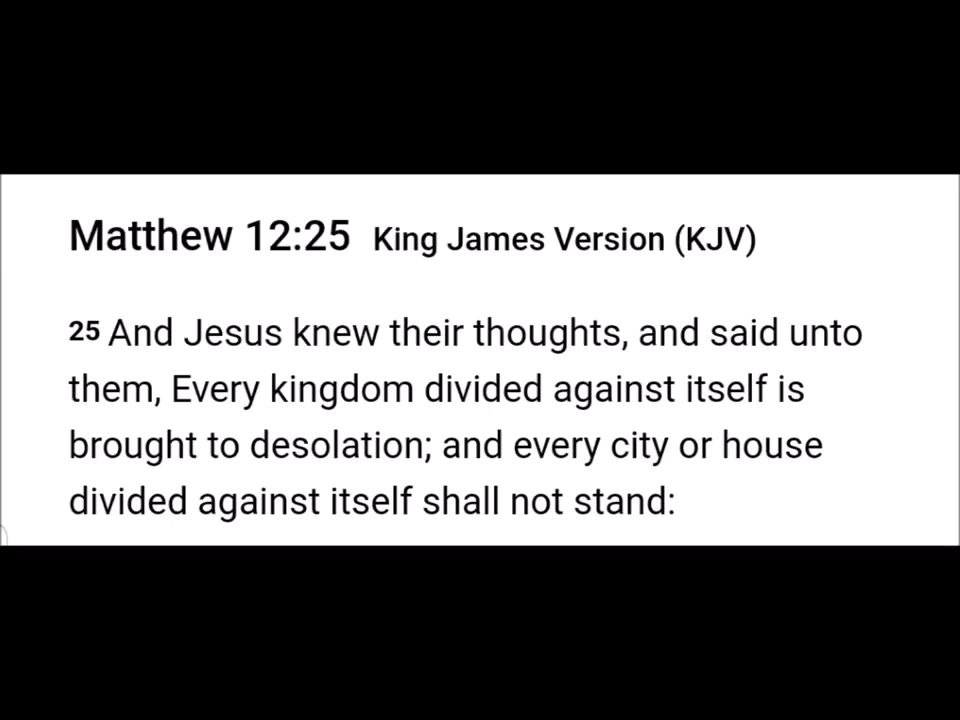 Matthew 12:25 King James Version (KJV)
25 And Jesus knew their thoughts, and said unto
them, Every kingdom divided against itself is
brought to desolation; and every city or house
divided against itself shall not stand: